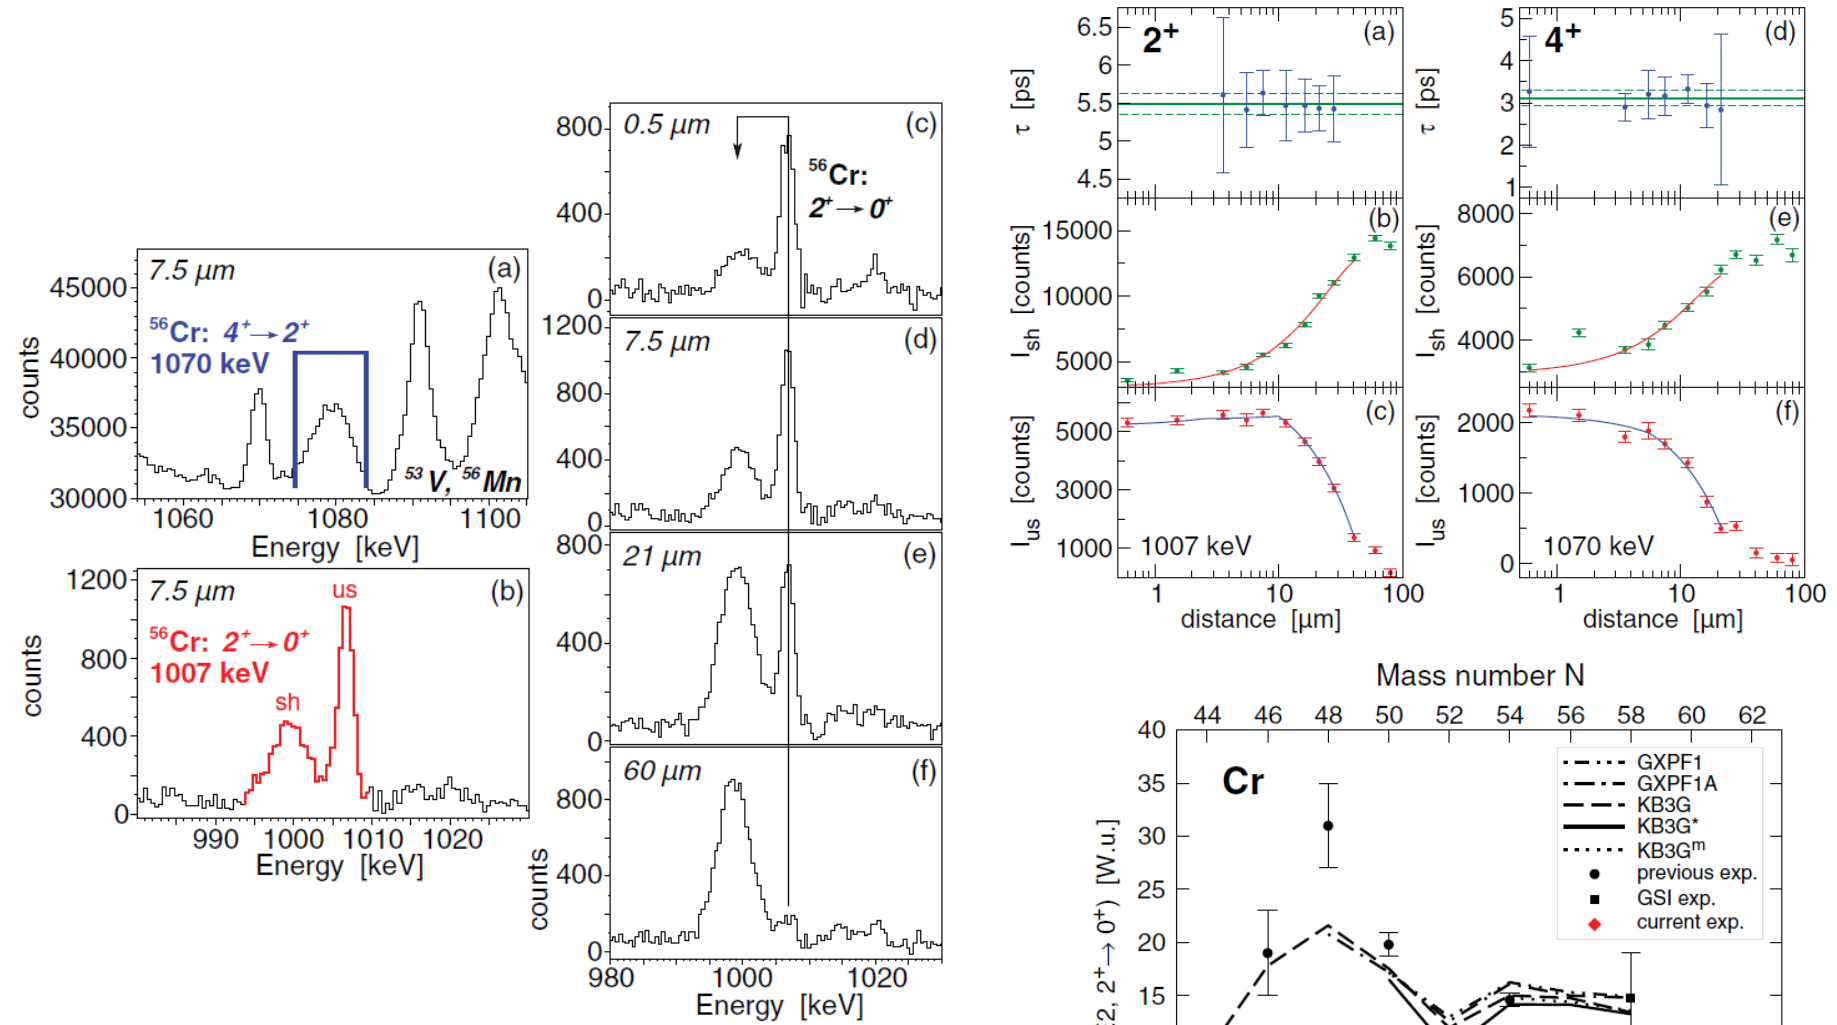 7.5 μm
(a)
⁵⁶Cr: 4⁺→2⁺
1070 keV
⁵³V, ⁵⁶Mn
45000
40000
35000
30000
counts
1060
1080
1100
Energy [keV]
7.5 μm
(b)
us
⁵⁶Cr: 2⁺→0⁺
1007 keV
sh
1200
800
400
0
counts
990
1000
1010
1020
Energy [keV]
0.5 μm
(c)
⁵⁶Cr:
2⁺→0⁺
800
400
0
1200
7.5 μm
(d)
800
400
0
800
21 μm
(e)
400
0
60 μm
(f)
800
400
0
counts
980
1000
1020
Energy [keV]
2⁺
(a)
6.5
6
5.5
5
4.5
τ [ps]
(b)
15000
10000
5000
I_sh [counts]
(c)
5000
3000
1000
I_us [counts]
1007 keV
1
10
100
distance [μm]
4⁺
(d)
5
4
3
2
1
τ [ps]
(e)
8000
6000
4000
I_sh [counts]
(f)
2000
1000
0
I_us [counts]
1070 keV
1
10
100
distance [μm]
Mass number N
44
46
48
50
52
54
56
58
60
62
40
35
30
25
20
15
Cr
GXPF1
GXPF1A
KB3G
KB3G*
KB3Gᵐ
previous exp.
GSI exp.
current exp.
2, 2⁺→0⁺) [W.u.]